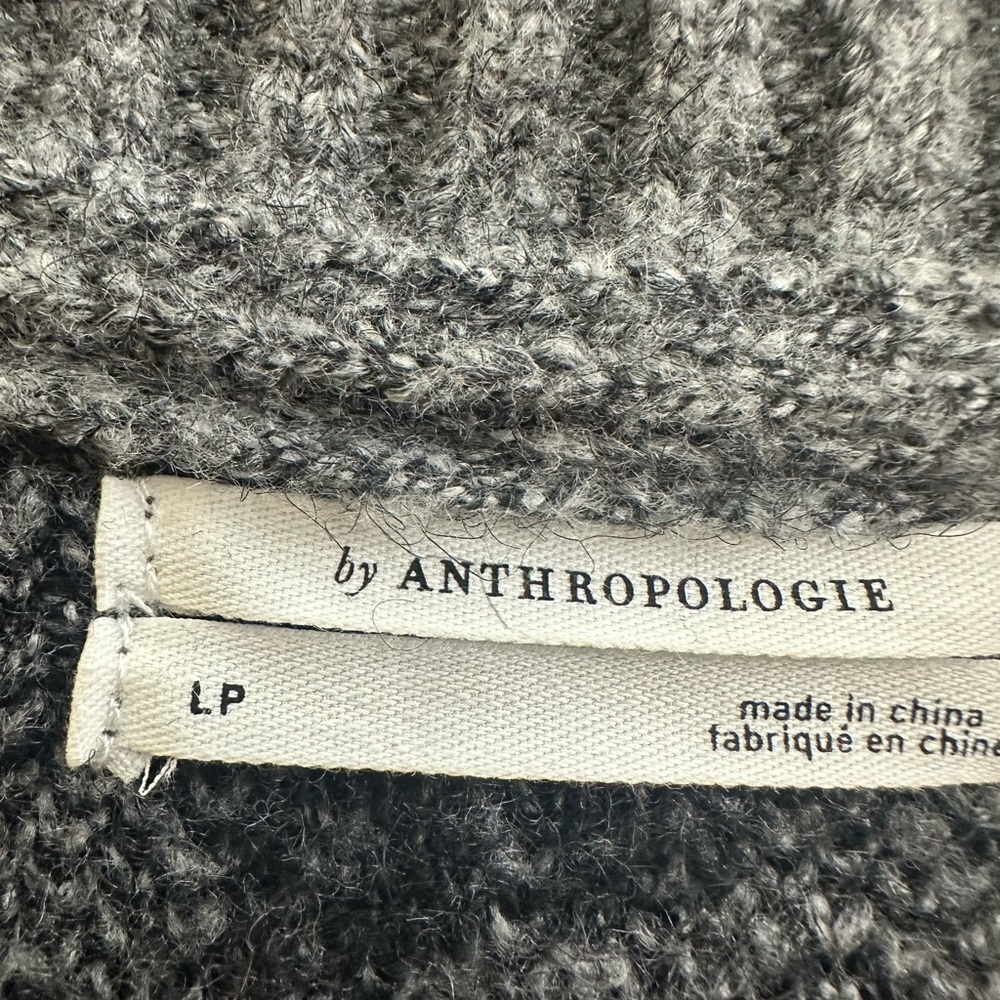 by ANTHROPOLOGIE
LP
made in china
fabriqué en chine